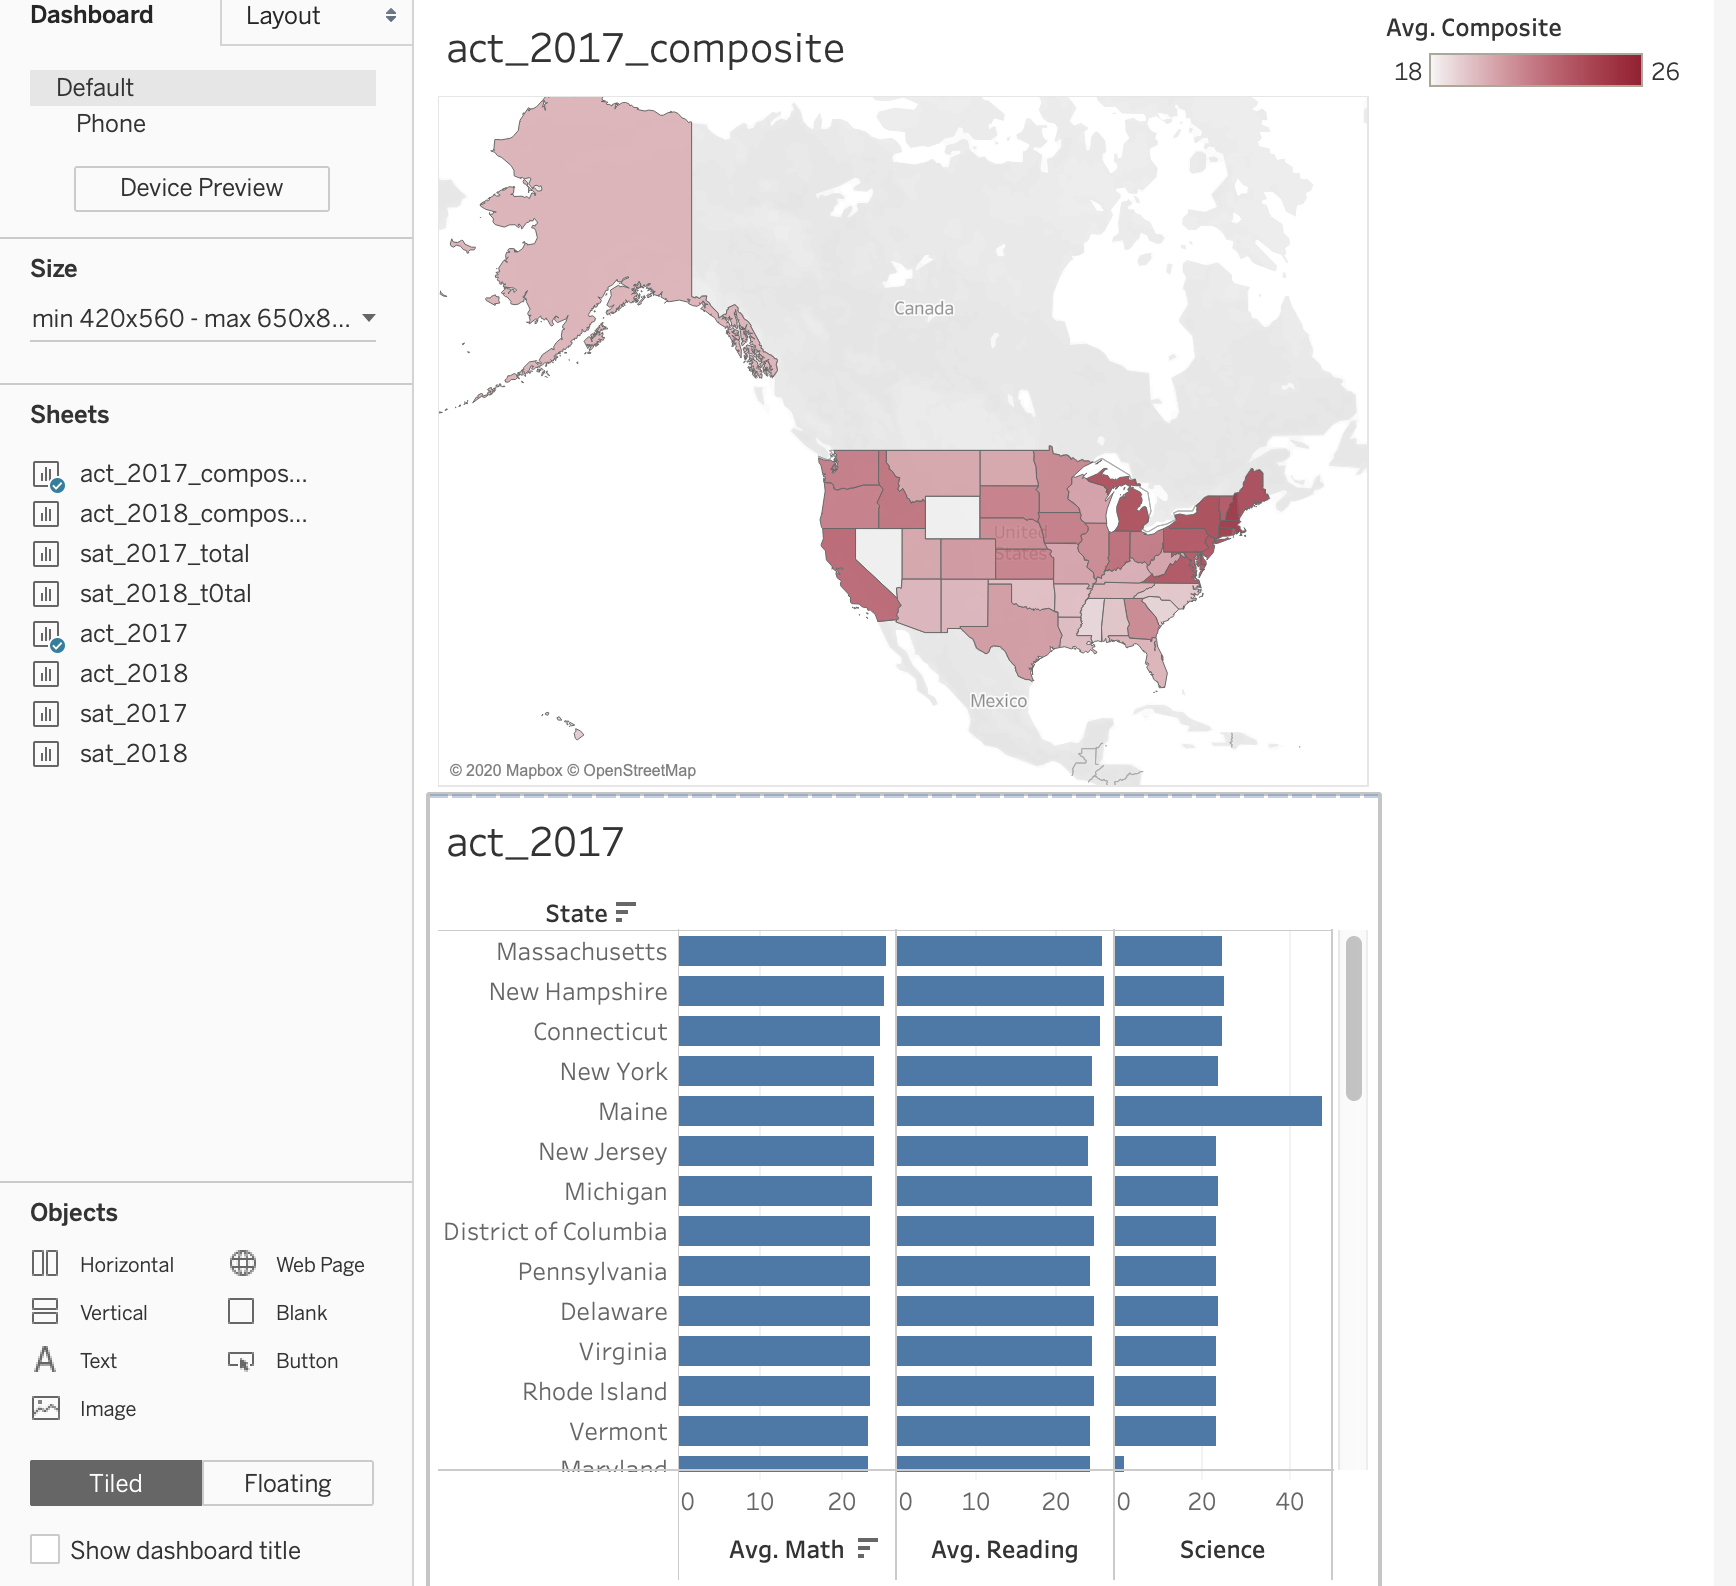 Dashboard
Layout
Default
Phone
Device Preview
Size
min 420x560 - max 650x8...
Sheets
act_2017_compos...
act_2018_compos...
sat_2017_total
sat_2018_t0tal
act_2017
act_2018
sat_2017
sat_2018
Objects
Horizontal
Web Page
Vertical
Blank
Text
Button
Image
Tiled
Floating
Show dashboard title
act_2017_composite
Canada
United
States
Mexico
© 2020 Mapbox © OpenStreetMap
Avg. Composite
18
26
act_2017
State
Massachusetts
New Hampshire
Connecticut
New York
Maine
New Jersey
Michigan
District of Columbia
Pennsylvania
Delaware
Virginia
Rhode Island
Vermont
Maryland
0 10 20
0 10 20
0 20 40
Avg. Math
Avg. Reading
Science